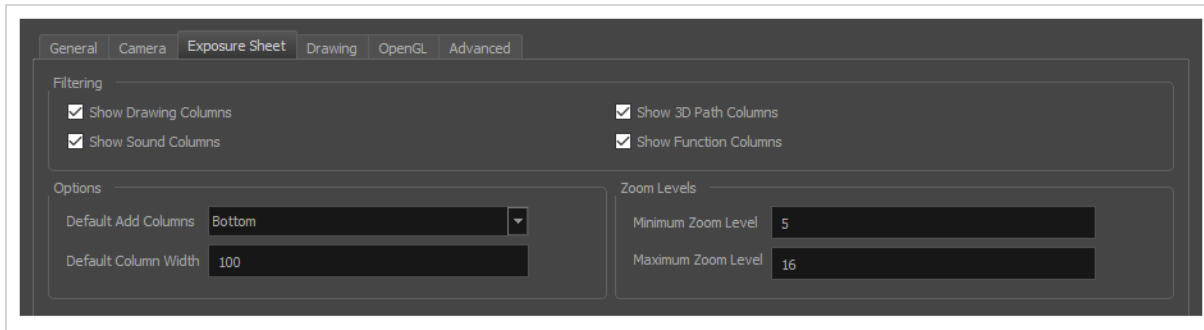 General Camera Exposure Sheet Drawing OpenGL Advanced
Filtering
Show Drawing Columns Show 3D Path Columns
Show Sound Columns Show Function Columns
Options Zoom Levels
Default Add Columns Bottom Minimum Zoom Level 5
Default Column Width 100 Maximum Zoom Level 16